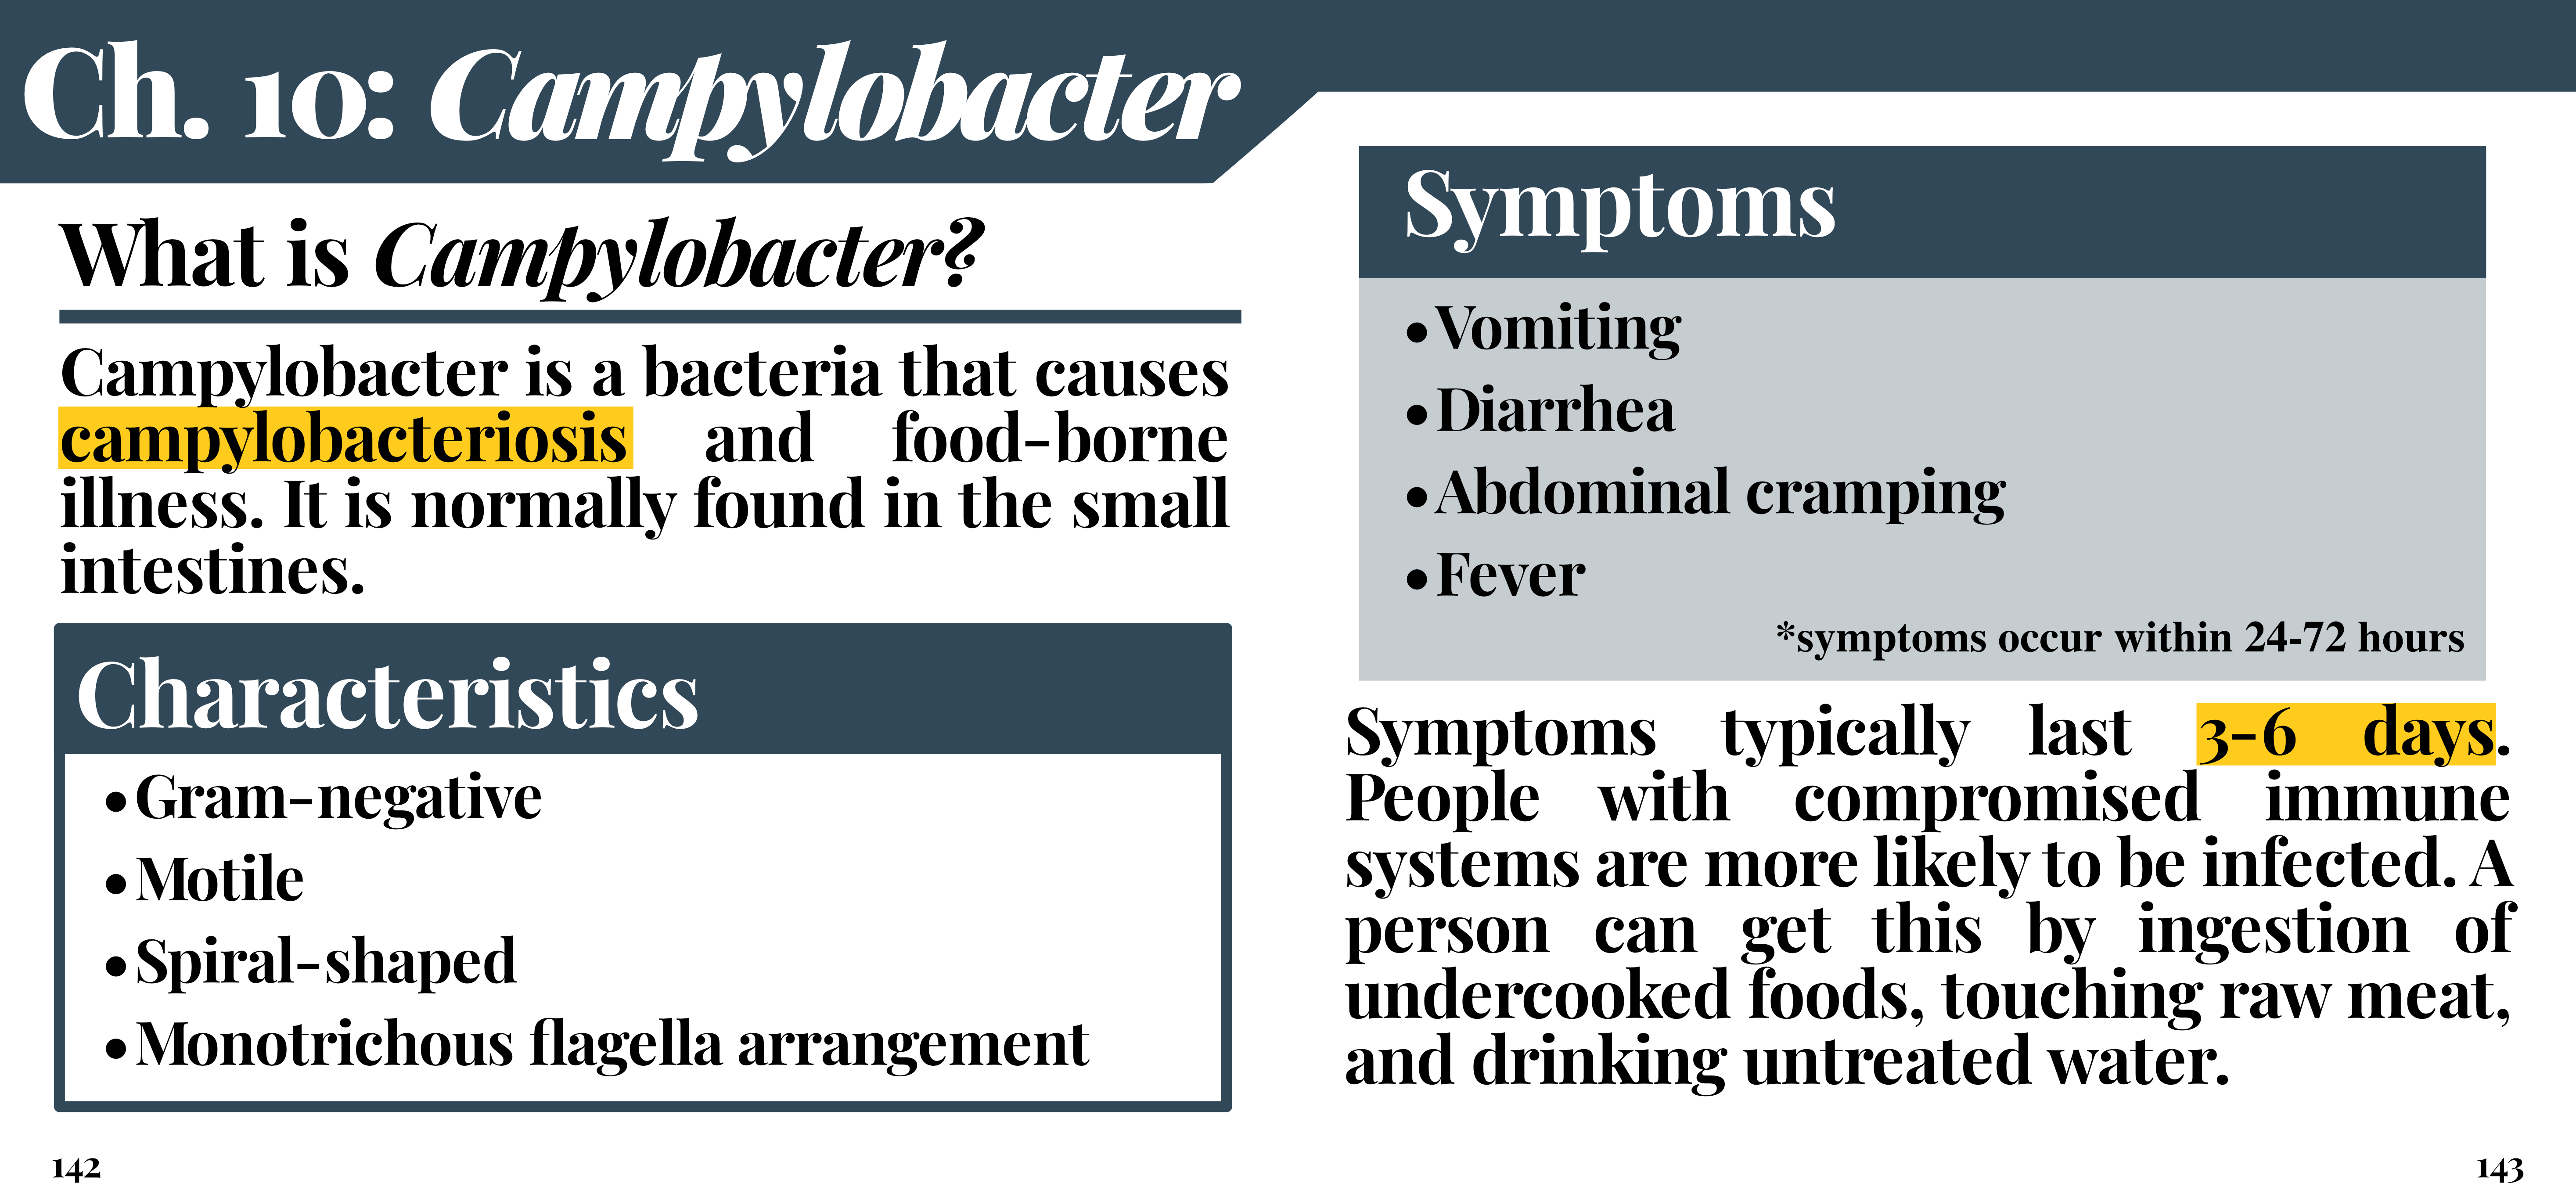 Ch. 10: Campylobacter
What is Campylobacter?
Campylobacter is a bacteria that causes
campylobacteriosis and food-borne
illness. It is normally found in the small
intestines.
Characteristics
•Gram-negative
•Motile
•Spiral-shaped
•Monotrichous flagella arrangement
142
Symptoms
•Vomiting
•Diarrhea
•Abdominal cramping
•Fever
*symptoms occur within 24-72 hours
Symptoms typically last 3-6 days.
People with compromised immune
systems are more likely to be infected. A
person can get this by ingestion of
undercooked foods, touching raw meat,
and drinking untreated water.
143